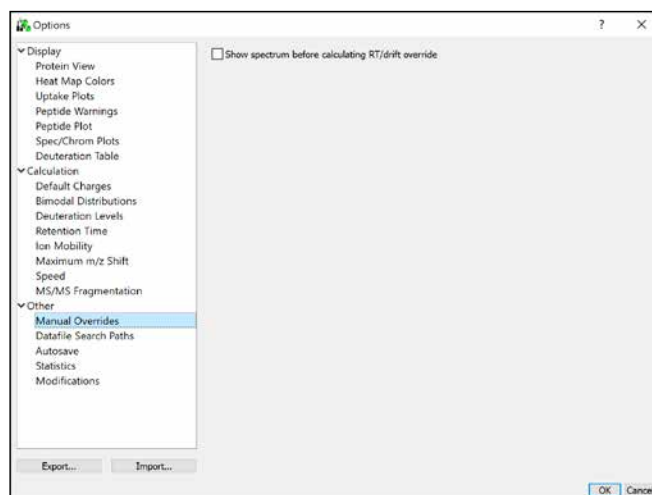 Options
Display
Protein View
Heat Map Colors
Uptake Plots
Peptide Warnings
Peptide Plot
Spec/Chrom Plots
Deuteration Table
Calculation
Default Charges
Bimodal Distributions
Deuteration Levels
Retention Time
Ion Mobility
Maximum m/z Shift
Speed
MS/MS Fragmentation
Other
Manual Overrides
Datafile Search Paths
Autosave
Statistics
Modifications
Export...
Import...
Show spectrum before calculating RT/drift override
OK
Cance